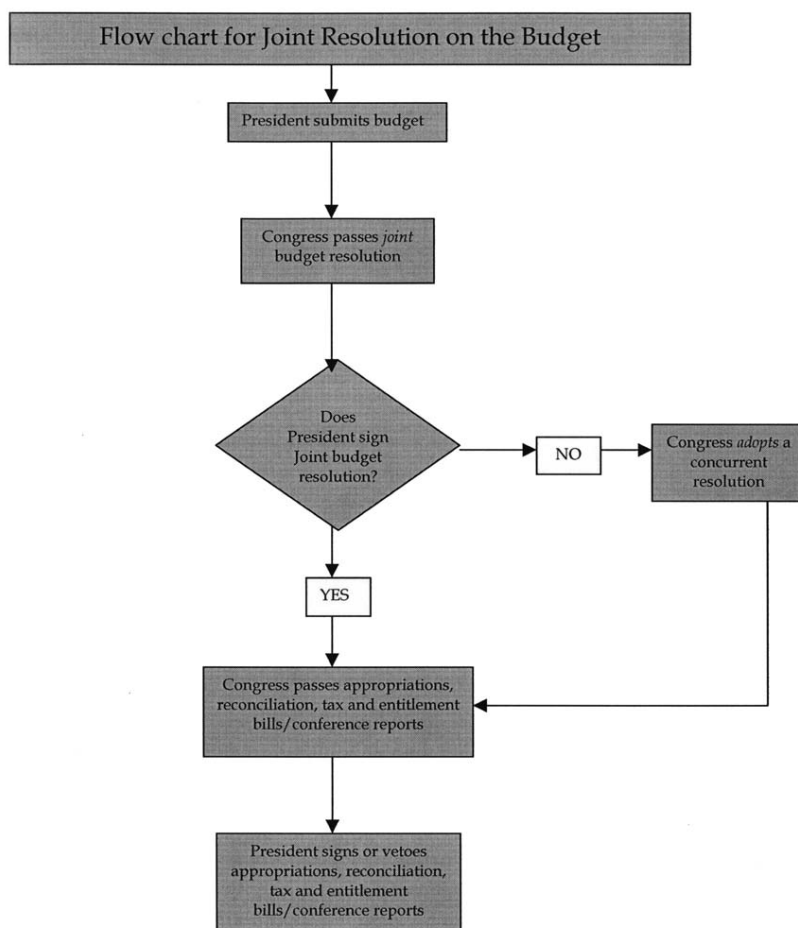 Flow chart for Joint Resolution on the Budget
President submits budget
Congress passes joint
budget resolution
Does
President sign
Joint budget
resolution?
NO
Congress adopts a
concurrent
resolution
YES
Congress passes appropriations,
reconciliation, tax and entitlement
bills/conference reports
President signs or vetoes
appropriations, reconciliation,
tax and entitlement
bills/conference reports